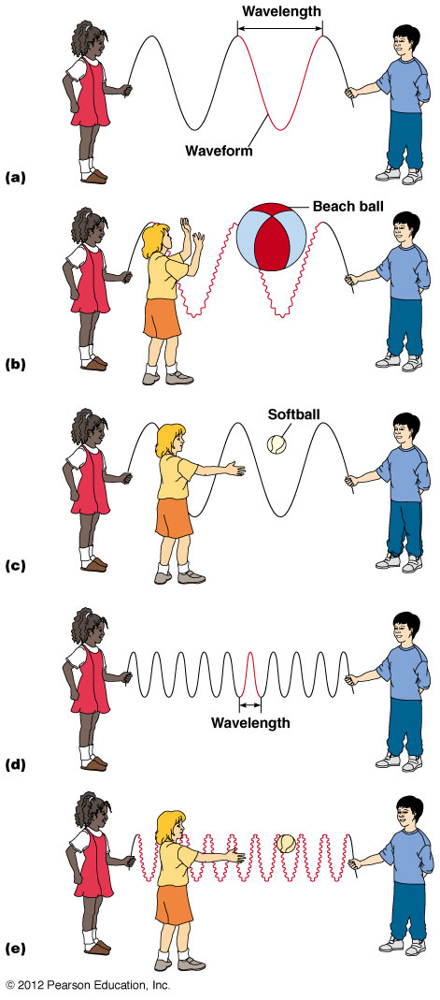 Wavelength
Waveform
(a)
Beach ball
(b)
Softball
(c)
Wavelength
(d)
(e)
© 2012 Pearson Education, Inc.